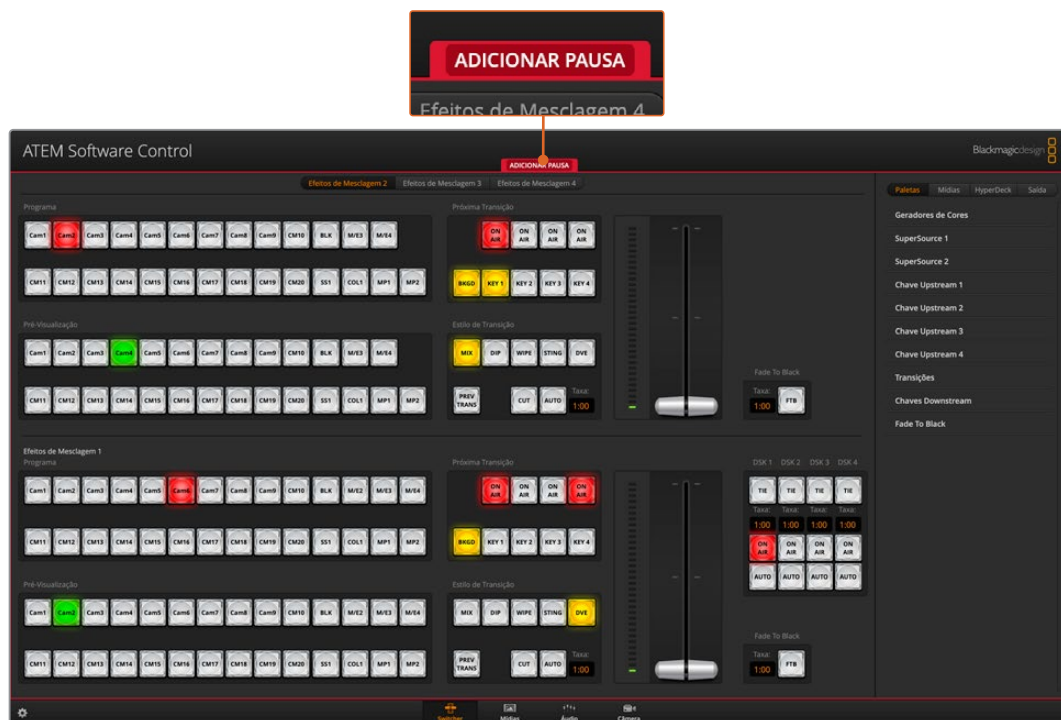 ADICIONAR PAUSA
Efeitos de Mesclagem 4
ATEM Software Control
Blackmagicdesign
ADICIONAR PAUSA
Efeitos de Mesclagem 2 Efeitos de Mesclagem 3 Efeitos de Mesclagem 4
Paletas Mídias HyperDeck Saída
Programa
Próxima Transição
Geradores de Cores
SuperSource 1
SuperSource 2
Chave Upstream 1
Chave Upstream 2
Chave Upstream 3
Chave Upstream 4
Transições
Chaves Downstream
Fade To Black
Cam1 Cam2 Cam3 Cam4 Cam5 Cam6 Cam7 Cam8 Cam9 CM10 BLK M/E3 M/E4
ON AIR ON AIR ON AIR ON AIR
CM11 CM12 CM13 CM14 CM15 CM16 CM17 CM18 CM19 CM20 SS1 COL1 MP1 MP2
BKGD KEY 1 KEY 2 KEY 3 KEY 4
Pré-Visualização
Estilo de Transição
Cam1 Cam2 Cam3 Cam4 Cam5 Cam6 Cam7 Cam8 Cam9 CM10 BLK M/E3 M/E4
MIX DIP WIPE STING DVE
Fade To Black
CM11 CM12 CM13 CM14 CM15 CM16 CM17 CM18 CM19 CM20 SS1 COL1 MP1 MP2
PREV TRANS CUT AUTO Taxa: 1:00
Taxa: 1:00 FTB
Efeitos de Mesclagem 1
Programa
Próxima Transição
DSK 1 DSK 2 DSK 3 DSK 4
Cam1 Cam2 Cam3 Cam4 Cam5 Cam6 Cam7 Cam8 Cam9 CM10 BLK M/E2 M/E3 M/E4
ON AIR ON AIR ON AIR ON AIR
TIE TIE TIE TIE
Taxa: Taxa: Taxa: Taxa:
1:00 1:00 1:00 1:00
CM11 CM12 CM13 CM14 CM15 CM16 CM17 CM18 CM19 CM20 SS1 COL1 MP1 MP2
BKGD KEY 1 KEY 2 KEY 3 KEY 4
ON AIR ON AIR ON AIR ON AIR
AUTO AUTO AUTO AUTO
Pré-Visualização
Estilo de Transição
Cam1 Cam2 Cam3 Cam4 Cam5 Cam6 Cam7 Cam8 Cam9 CM10 BLK M/E2 M/E3 M/E4
MIX DIP WIPE STING DVE
Fade To Black
CM11 CM12 CM13 CM14 CM15 CM16 CM17 CM18 CM19 CM20 SS1 COL1 MP1 MP2
PREV TRANS CUT AUTO Taxa: 1:00
Taxa: 1:00 FTB
Switcher Mídias Áudio Câmera